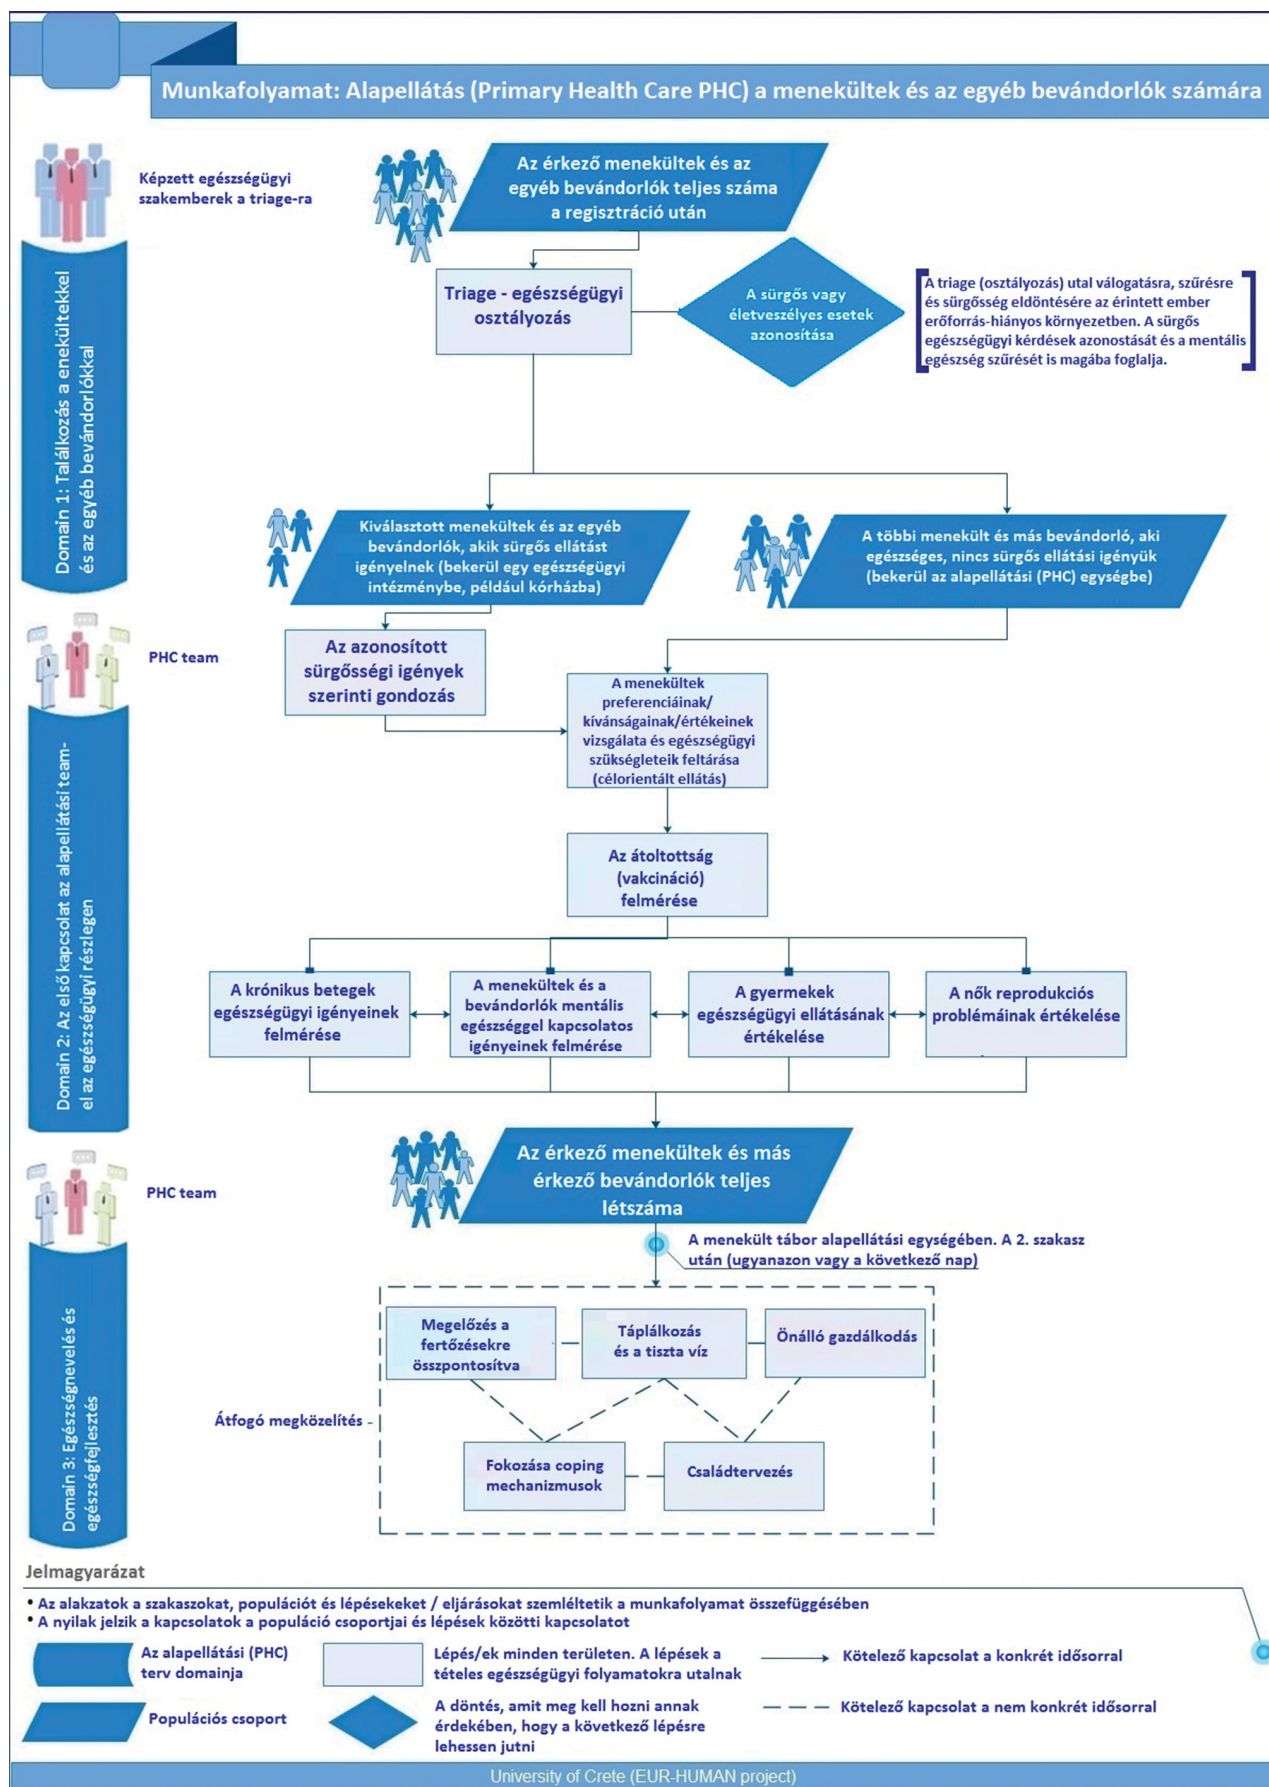 Munkafolyamat: Alapellátás (Primary Health Care PHC) a menekültek és az egyéb bevándorlók számára
Képzett egészségügyi
szakemberek a triage-ra
Az érkező menekültek és az
egyéb bevándorlók teljes száma
a regisztráció után
Domain 1: Találkozás a enekültekkel
és az egyéb bevándorlókkal
Triage - egészségügyi
osztályozás
A sürgős vagy
életveszélyes esetek
azonosítása
A triage (osztályozás) utal válogatásra, szűrésre
és sürgősség eldöntésére az érintett ember
erőforrás-hiányos környezetben. A sürgős
egészségügyi kérdések azonostását és a mentális
egészség szűrését is magába foglalja.
Kiválasztott menekültek és az egyéb
bevándorlók, akik sürgős ellátást
igényelnek (bekerül egy egészségügyi
intézménybe, például kórházba)
A többi menekült és más bevándorló, aki
egészséges, nincs sürgős ellátási igényük
(bekerül az alapellátási (PHC) egységbe)
PHC team
Domain 2: Az első kapcsolat az alapellátási team-
el az egészségügyi részlegen
Az azonosított
sürgősségi igények
szerinti gondozás
A menekültek
preferenciáinak/
kívánságainak/értékeinek
vizsgálata és egészségügyi
szükségleteik feltárása
(célorientált ellátás)
Az átoltottság
(vakcináció)
felmérése
A krónikus betegek
egészségügyi igényeinek
felmérése
A menekültek és a
bevándorlók mentális
egészséggel kapcsolatos
igényeinek felmérése
A gyermekek
egészségügyi ellátásának
értékelése
A nők reprodukciós
problémáinak értékelése
PHC team
Domain 3: Egészségnevelés és
egészségfejlesztés
Az érkező menekültek és más
érkező bevándorlók teljes
létszáma
A menekült tábor alapellátási egységében. A 2. szakasz
után (ugyanazon vagy a következő nap)
Megelőzés a
fertőzésekre
összpontosítva
Táplálkozás
és a tiszta víz
Önálló gazdálkodás
Átfogó megközelítés
Fokozása coping
mechanizmusok
Családtervezés
Jelmagyarázat
• Az alakzatok a szakaszokat, populációt és lépésekeket / eljárásokat szemléltetik a munkafolyamat összefüggésében
• A nyilak jelzik a kapcsolatok a populáció csoportjai és lépések közötti kapcsolatot
Az alapellátási (PHC)
terv domainja
Lépés/ek minden területen. A lépések a
tételes egészségügyi folyamatokra utalnak
Kötelező kapcsolat a konkrét idősorral
Populációs csoport
A döntés, amit meg kell hozni annak
érdekében, hogy a következő lépésre
lehessen jutni
Kötelező kapcsolat a nem konkrét idősorral
University of Crete (EUR-HUMAN project)